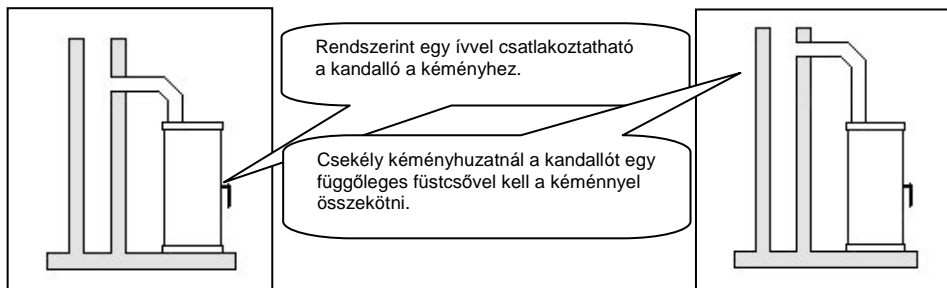 Rendszerint egy ívvel csatlakoztatható
a kandalló a kéményhez.
Csekély kéményhuzatnál a kandallót egy
függőleges füstcsővel kell a kéménnyel
összekötni.